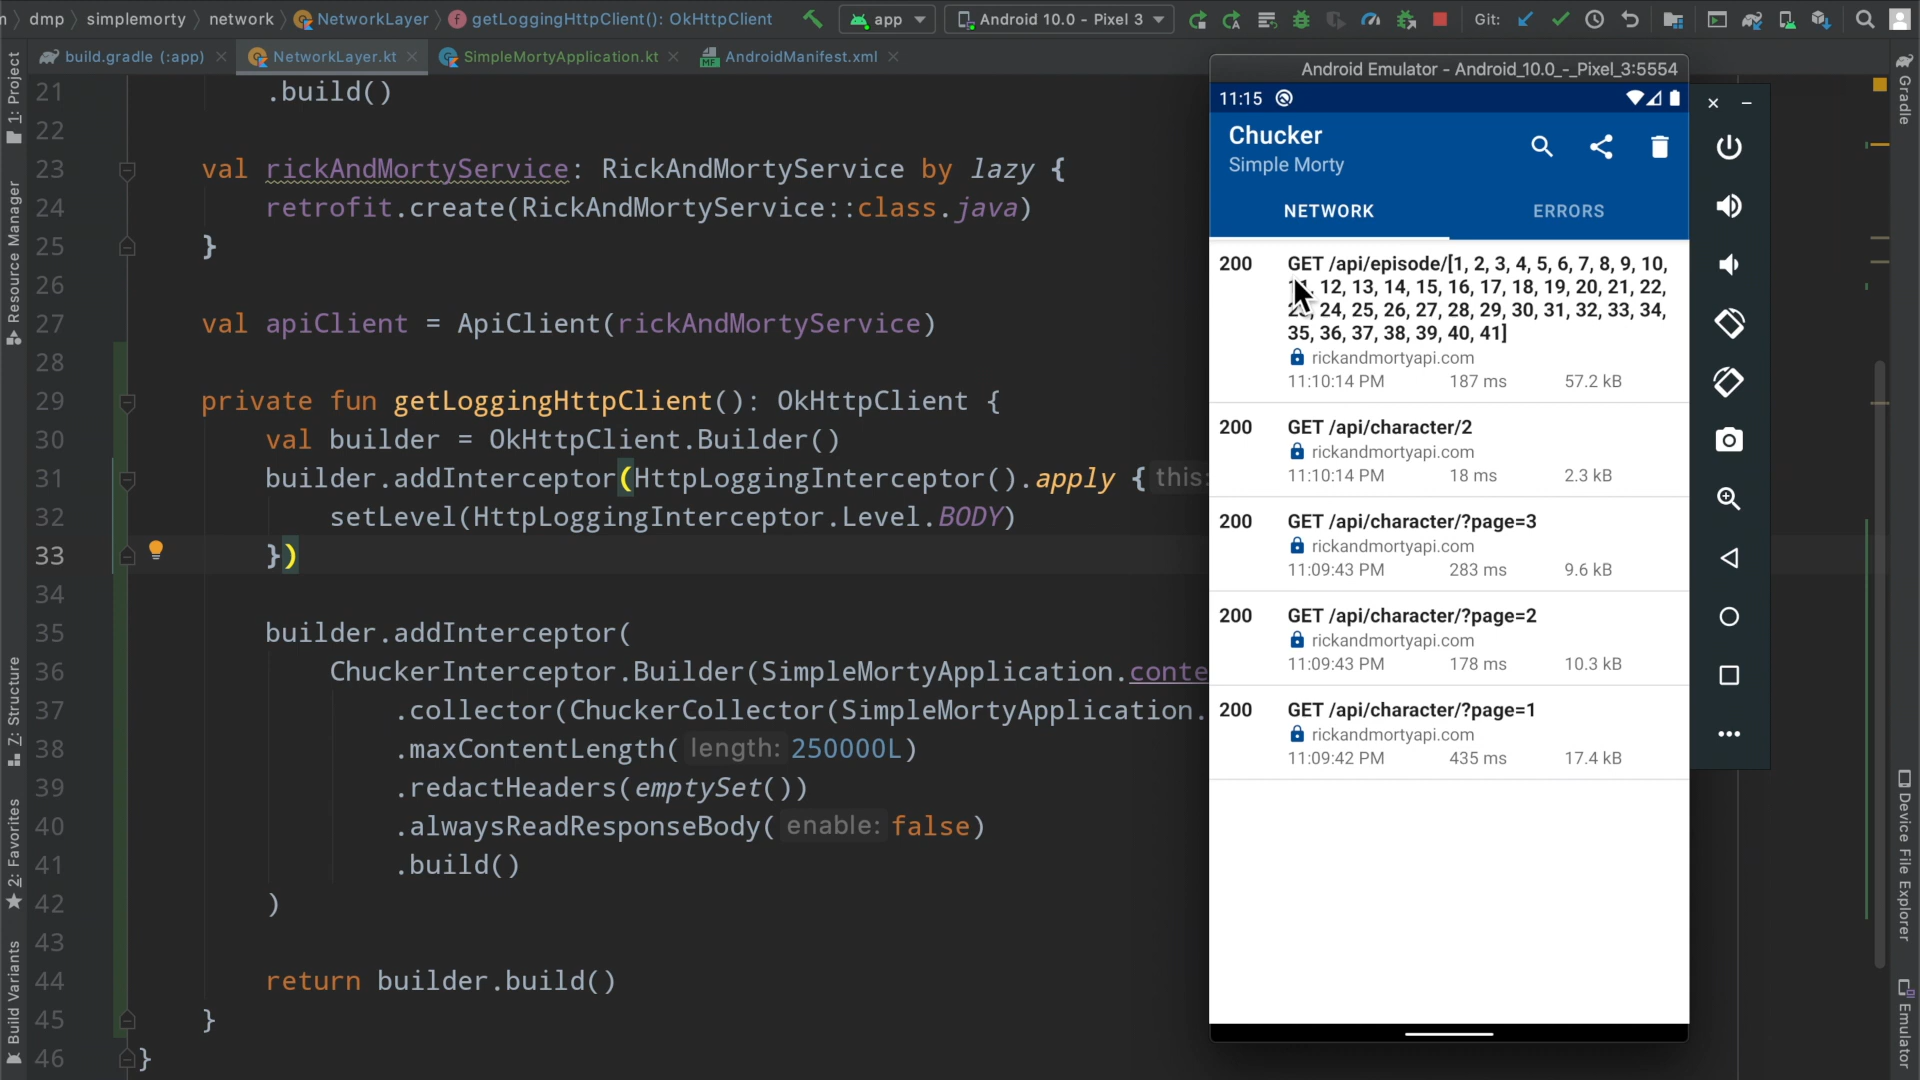 dmp simplemorty network NetworkLayer getLoggingHttpClient(): OkHttpClient app Android 10.0 - Pixel 3 Git:
build.gradle (:app) NetworkLayer.kt SimpleMortyApplication.kt AndroidManifest.xml
1: Project
Resource Manager
Z: Structure
2: Favorites
Build Variants
21 .build()
22
23 val rickAndMortyService: RickAndMortyService by lazy {
24 retrofit.create(RickAndMortyService::class.java)
25 }
26
27 val apiClient = ApiClient(rickAndMortyService)
28
29 private fun getLoggingHttpClient(): OkHttpClient {
30 val builder = OkHttpClient.Builder()
31 builder.addInterceptor(HttpLoggingInterceptor().apply { this:
32 setLevel(HttpLoggingInterceptor.Level.BODY)
33 })
34
35 builder.addInterceptor(
36 ChuckerInterceptor.Builder(SimpleMortyApplication.conte
37 .collector(ChuckerCollector(SimpleMortyApplication.
38 .maxContentLength( length: 250000L)
39 .redactHeaders(emptySet())
40 .alwaysReadResponseBody( enable: false)
41 .build()
42 )
43
44 return builder.build()
45 }
46 }
Android Emulator - Android_10.0_-_Pixel_3:5554
11:15
Chucker
Simple Morty
NETWORK ERRORS
200 GET /api/episode/[1, 2, 3, 4, 5, 6, 7, 8, 9, 10,
12, 13, 14, 15, 16, 17, 18, 19, 20, 21, 22,
24, 25, 26, 27, 28, 29, 30, 31, 32, 33, 34,
35, 36, 37, 38, 39, 40, 41]
rickandmortyapi.com
11:10:14 PM 187 ms 57.2 kB
200 GET /api/character/2
rickandmortyapi.com
11:10:14 PM 18 ms 2.3 kB
200 GET /api/character/?page=3
rickandmortyapi.com
11:09:43 PM 283 ms 9.6 kB
200 GET /api/character/?page=2
rickandmortyapi.com
11:09:43 PM 178 ms 10.3 kB
200 GET /api/character/?page=1
rickandmortyapi.com
11:09:42 PM 435 ms 17.4 kB
Gradle
Device File Explorer
Emulator